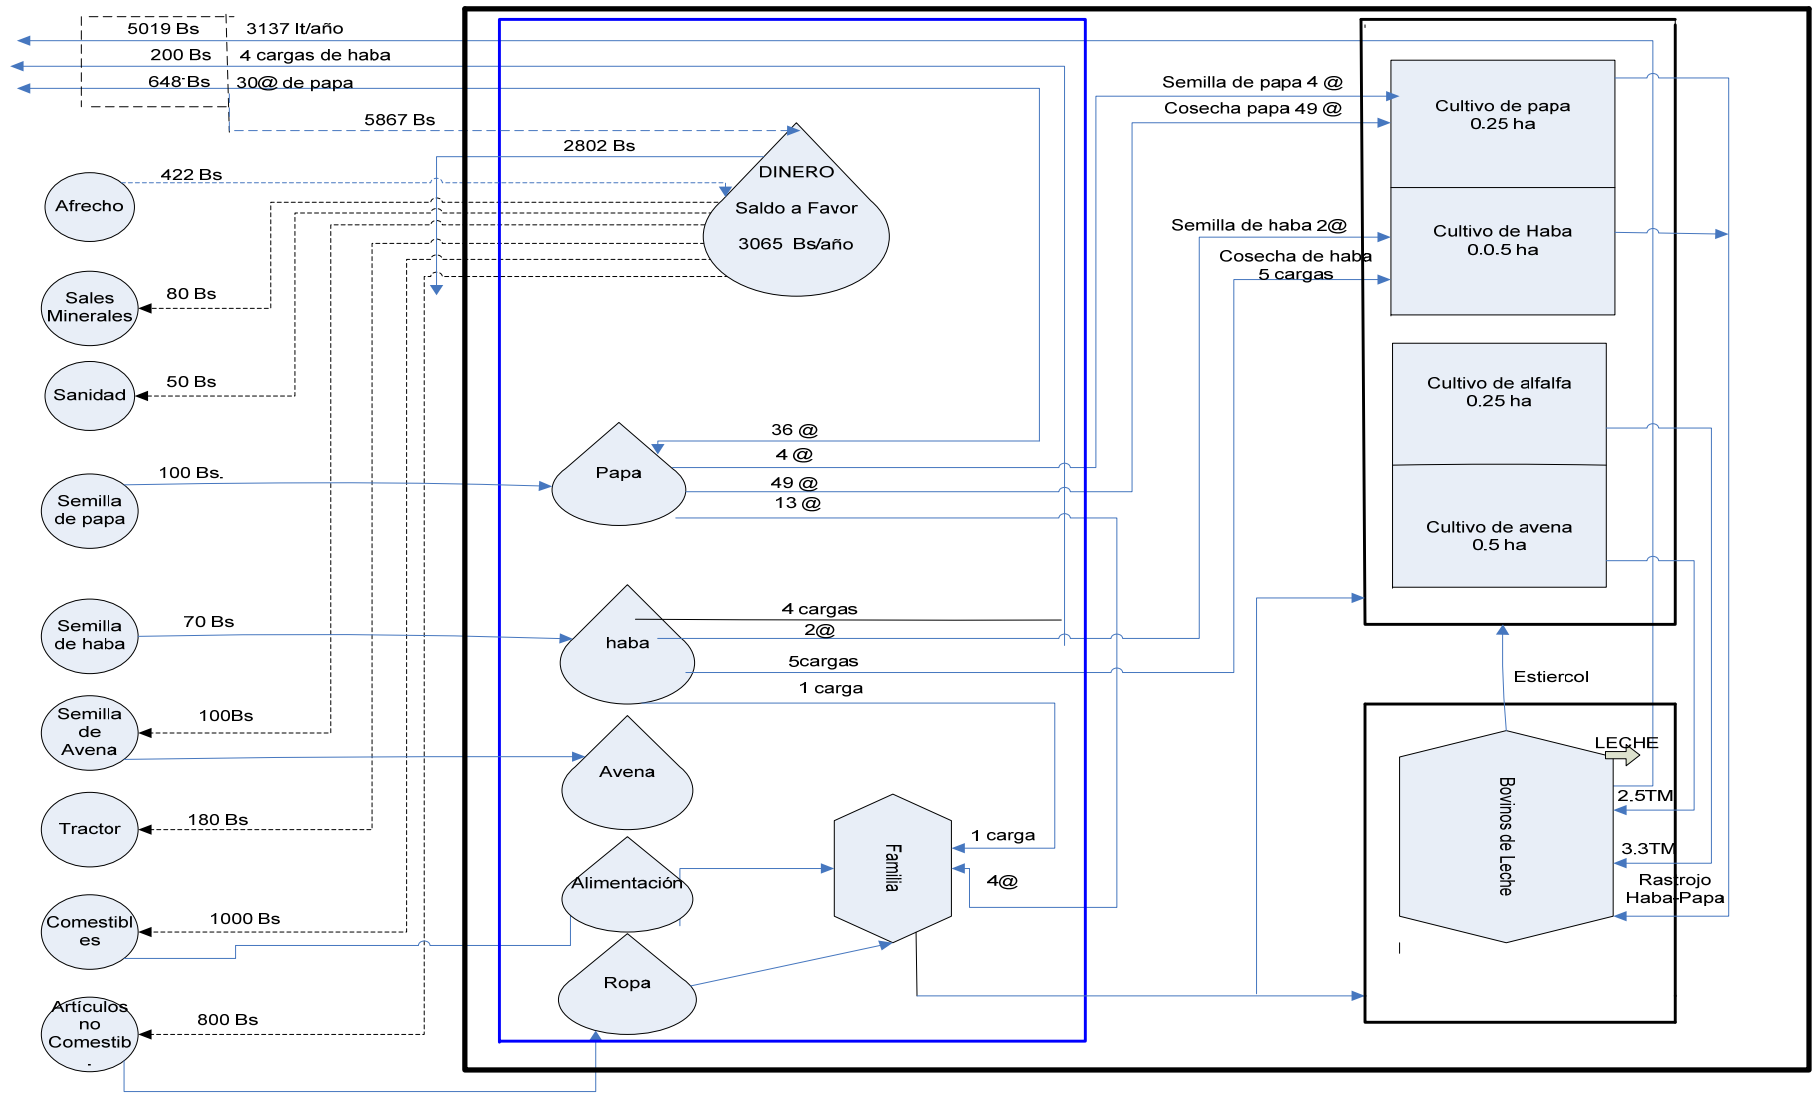 5019 Bs
3137 lt/año
200 Bs
4 cargas de haba
648 Bs
30@ de papa
5867 Bs
2802 Bs
422 Bs
Afrecho
DINERO
Saldo a Favor
3065 Bs/año
80 Bs
Sales
Minerales
50 Bs
Sanidad
100 Bs.
Semilla
de papa
Papa
36 @
4 @
49 @
13 @
70 Bs
Semilla
de haba
haba
4 cargas
2@
5cargas
1 carga
100Bs
Semilla
de
Avena
Avena
180 Bs
Tractor
Alimentación
1000 Bs
Comestibl
es
Ropa
800 Bs
Artículos
no
Comestib
.
Familia
1 carga
4@
Semilla de papa 4 @
Cosecha papa 49 @
Semilla de haba 2@
Cosecha de haba
5 cargas
Cultivo de papa
0.25 ha
Cultivo de Haba
0.0.5 ha
Cultivo de alfalfa
0.25 ha
Cultivo de avena
0.5 ha
Estiercol
LECHE
Bovinos de Leche
2.5TM
3.3TM
Rastrojo
Haba-Papa